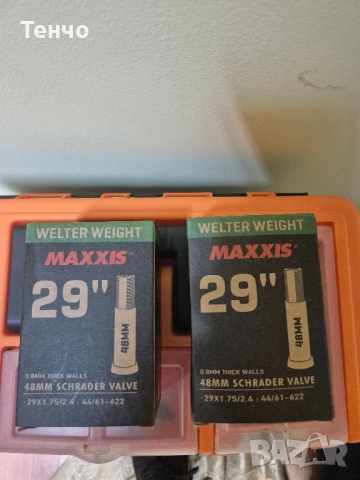 Тенчо
WELTER WEIGHT
MAXXIS
29"
48MM
0.8MM THICK WALLS
48MM SCHRADER VALVE
29X1.75/2.4 : 44/61-622
WELTER WEIGHT
MAXXIS
29"
48MM
0.8MM THICK WALLS
48MM SCHRADER VALVE
29X1.75/2.4 : 44/61-622
BAZAR